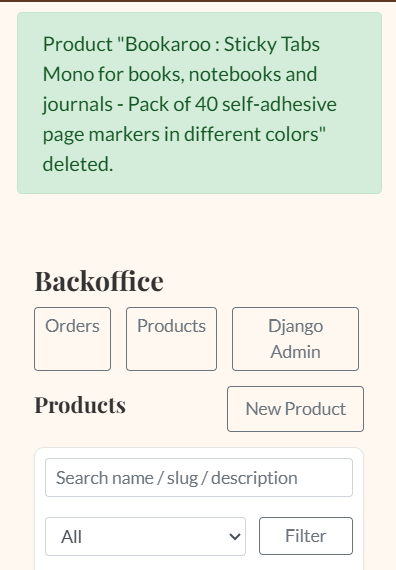 Product "Bookaroo : Sticky Tabs
Mono for books, notebooks and
journals - Pack of 40 self-adhesive
page markers in different colors"
deleted.
Backoffice
Orders
Products
Django
Admin
Products
New Product
Search name / slug / description
All
Filter